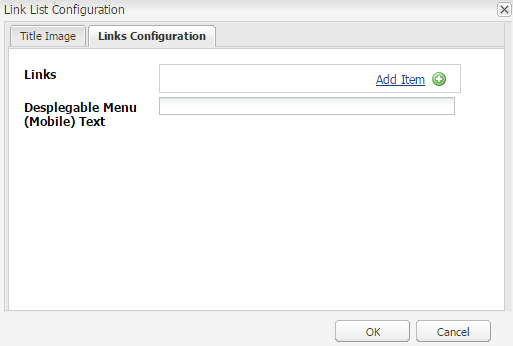 Link List Configuration
Title Image
Links Configuration
Links
Add Item
Desplegable Menu
(Mobile) Text
OK
Cancel